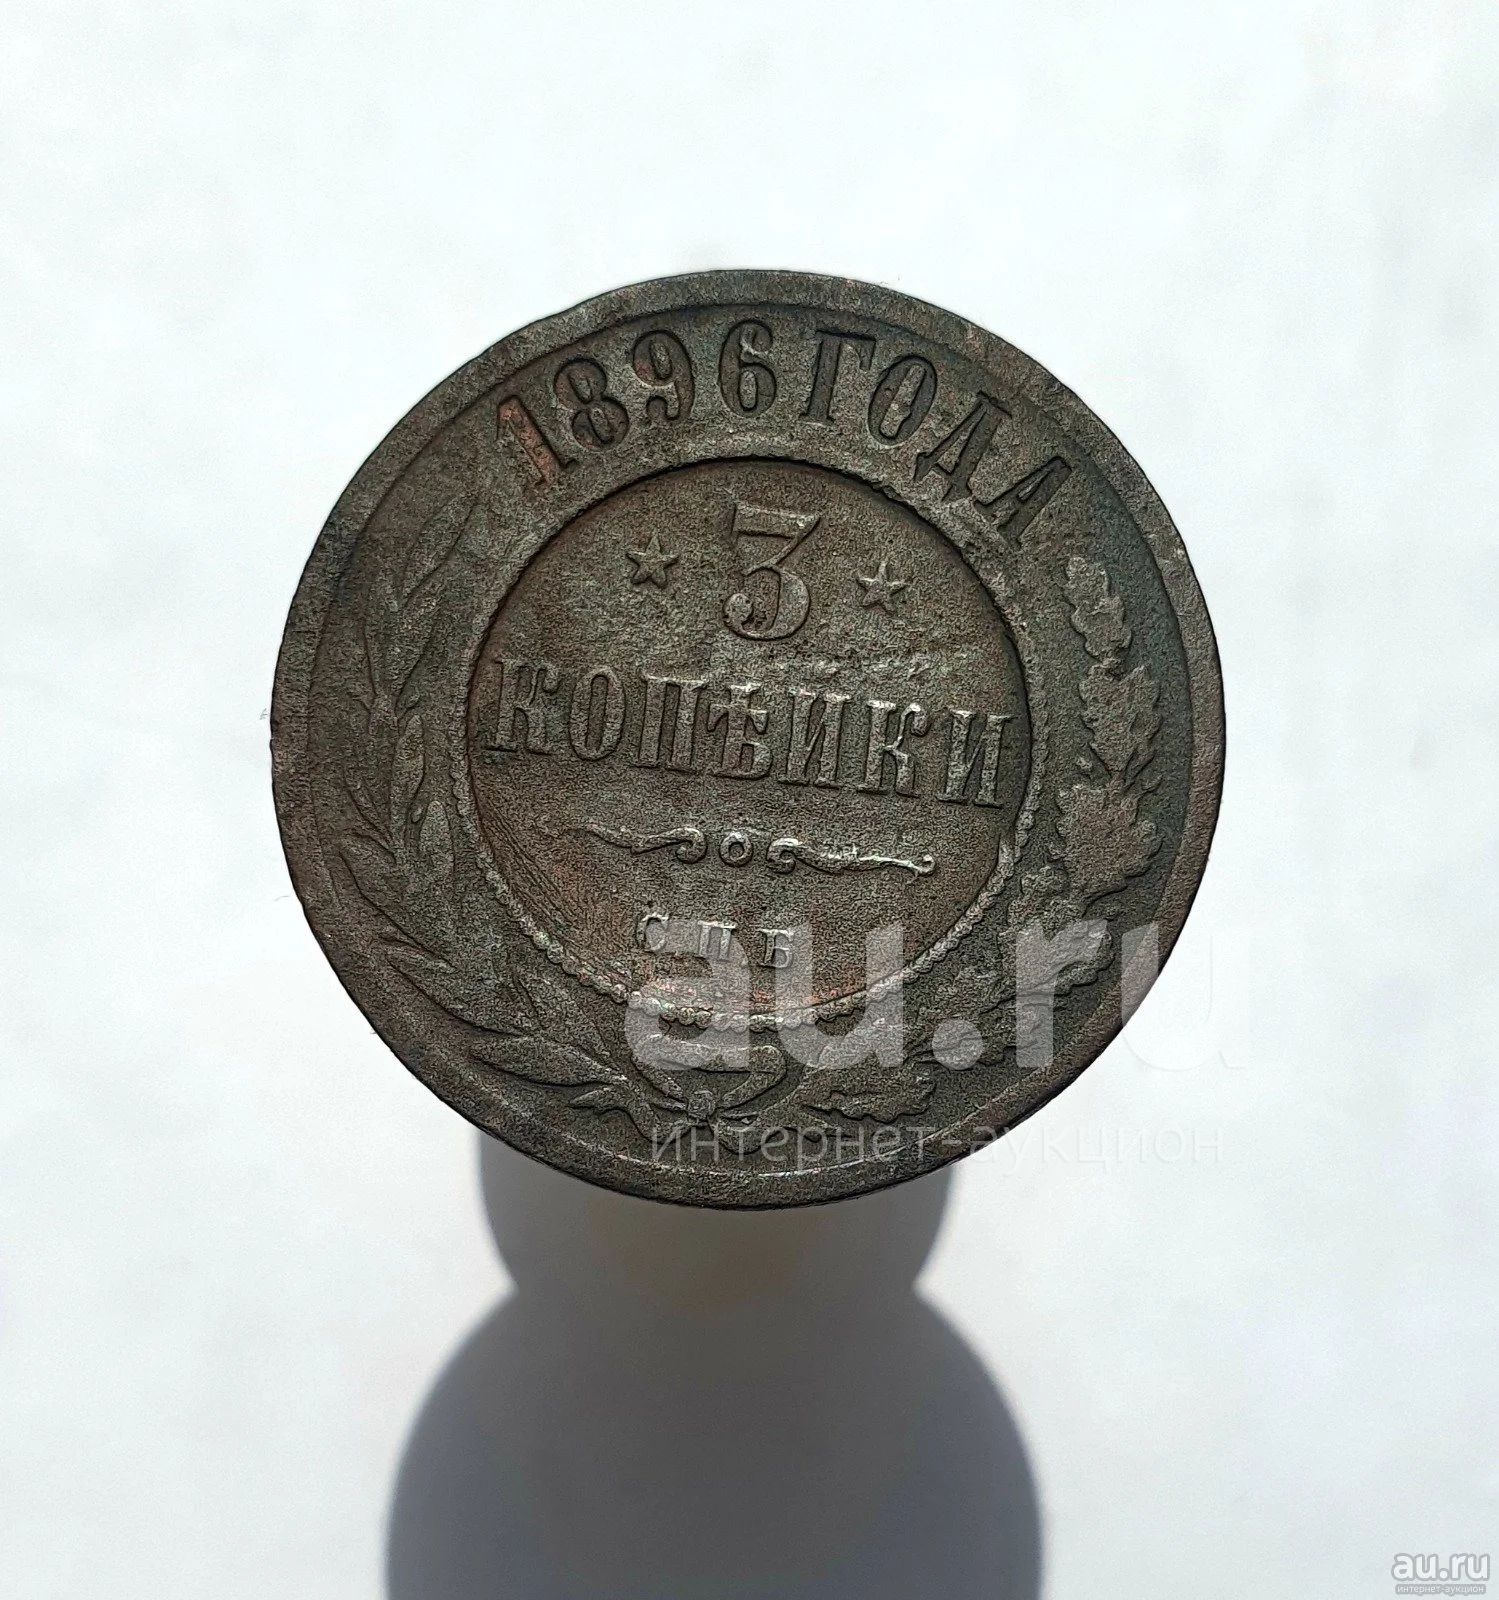 1896 ГОДА
3
КОПѢЙКИ
СПБ
au.ru
интернет-аукцион
au.ru
интернет-аукцион